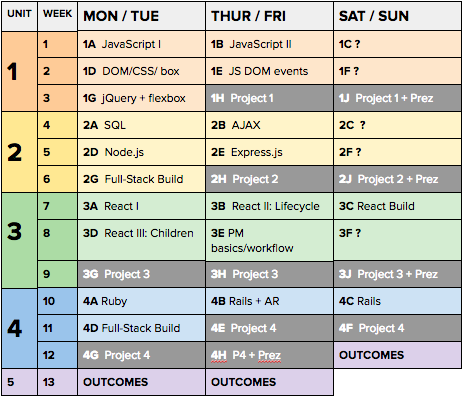 UNIT WEEK MON / TUE THUR / FRI SAT / SUN
1
1 1A JavaScript I 1B JavaScript II 1C ?
2 1D DOM/CSS/ box 1E JS DOM events 1F ?
3 1G jQuery + flexbox 1H Project 1 1J Project 1 + Prez
2
4 2A SQL 2B AJAX 2C ?
5 2D Node.js 2E Express.js 2F ?
6 2G Full-Stack Build 2H Project 2 2J Project 2 + Prez
3
7 3A React I 3B React II: Lifecycle 3C React Build
8 3D React III: Children 3E PM 3F ?
basics/workflow
9 3G Project 3 3H Project 3 3J Project 3 + Prez
4
10 4A Ruby 4B Rails + AR 4C Rails
11 4D Full-Stack Build 4E Project 4 4F Project 4
12 4G Project 4 4H P4 + Prez OUTCOMES
5 13 OUTCOMES OUTCOMES